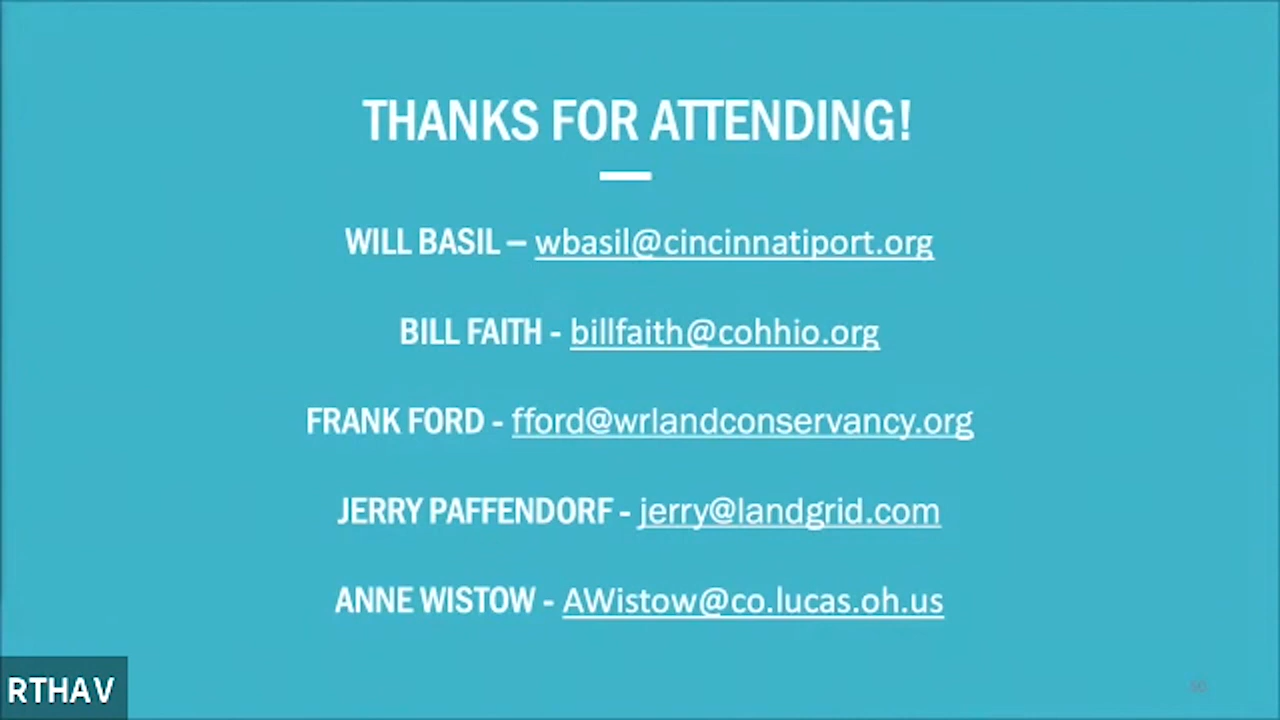 THANKS FOR ATTENDING!
WILL BASIL – wbasil@cincinnatiport.org
BILL FAITH - billfaith@cohhio.org
FRANK FORD - fford@wrlandconservancy.org
JERRY PAFFENDORF - jerry@landgrid.com
ANNE WISTOW - AWistow@co.lucas.oh.us
RTHAV